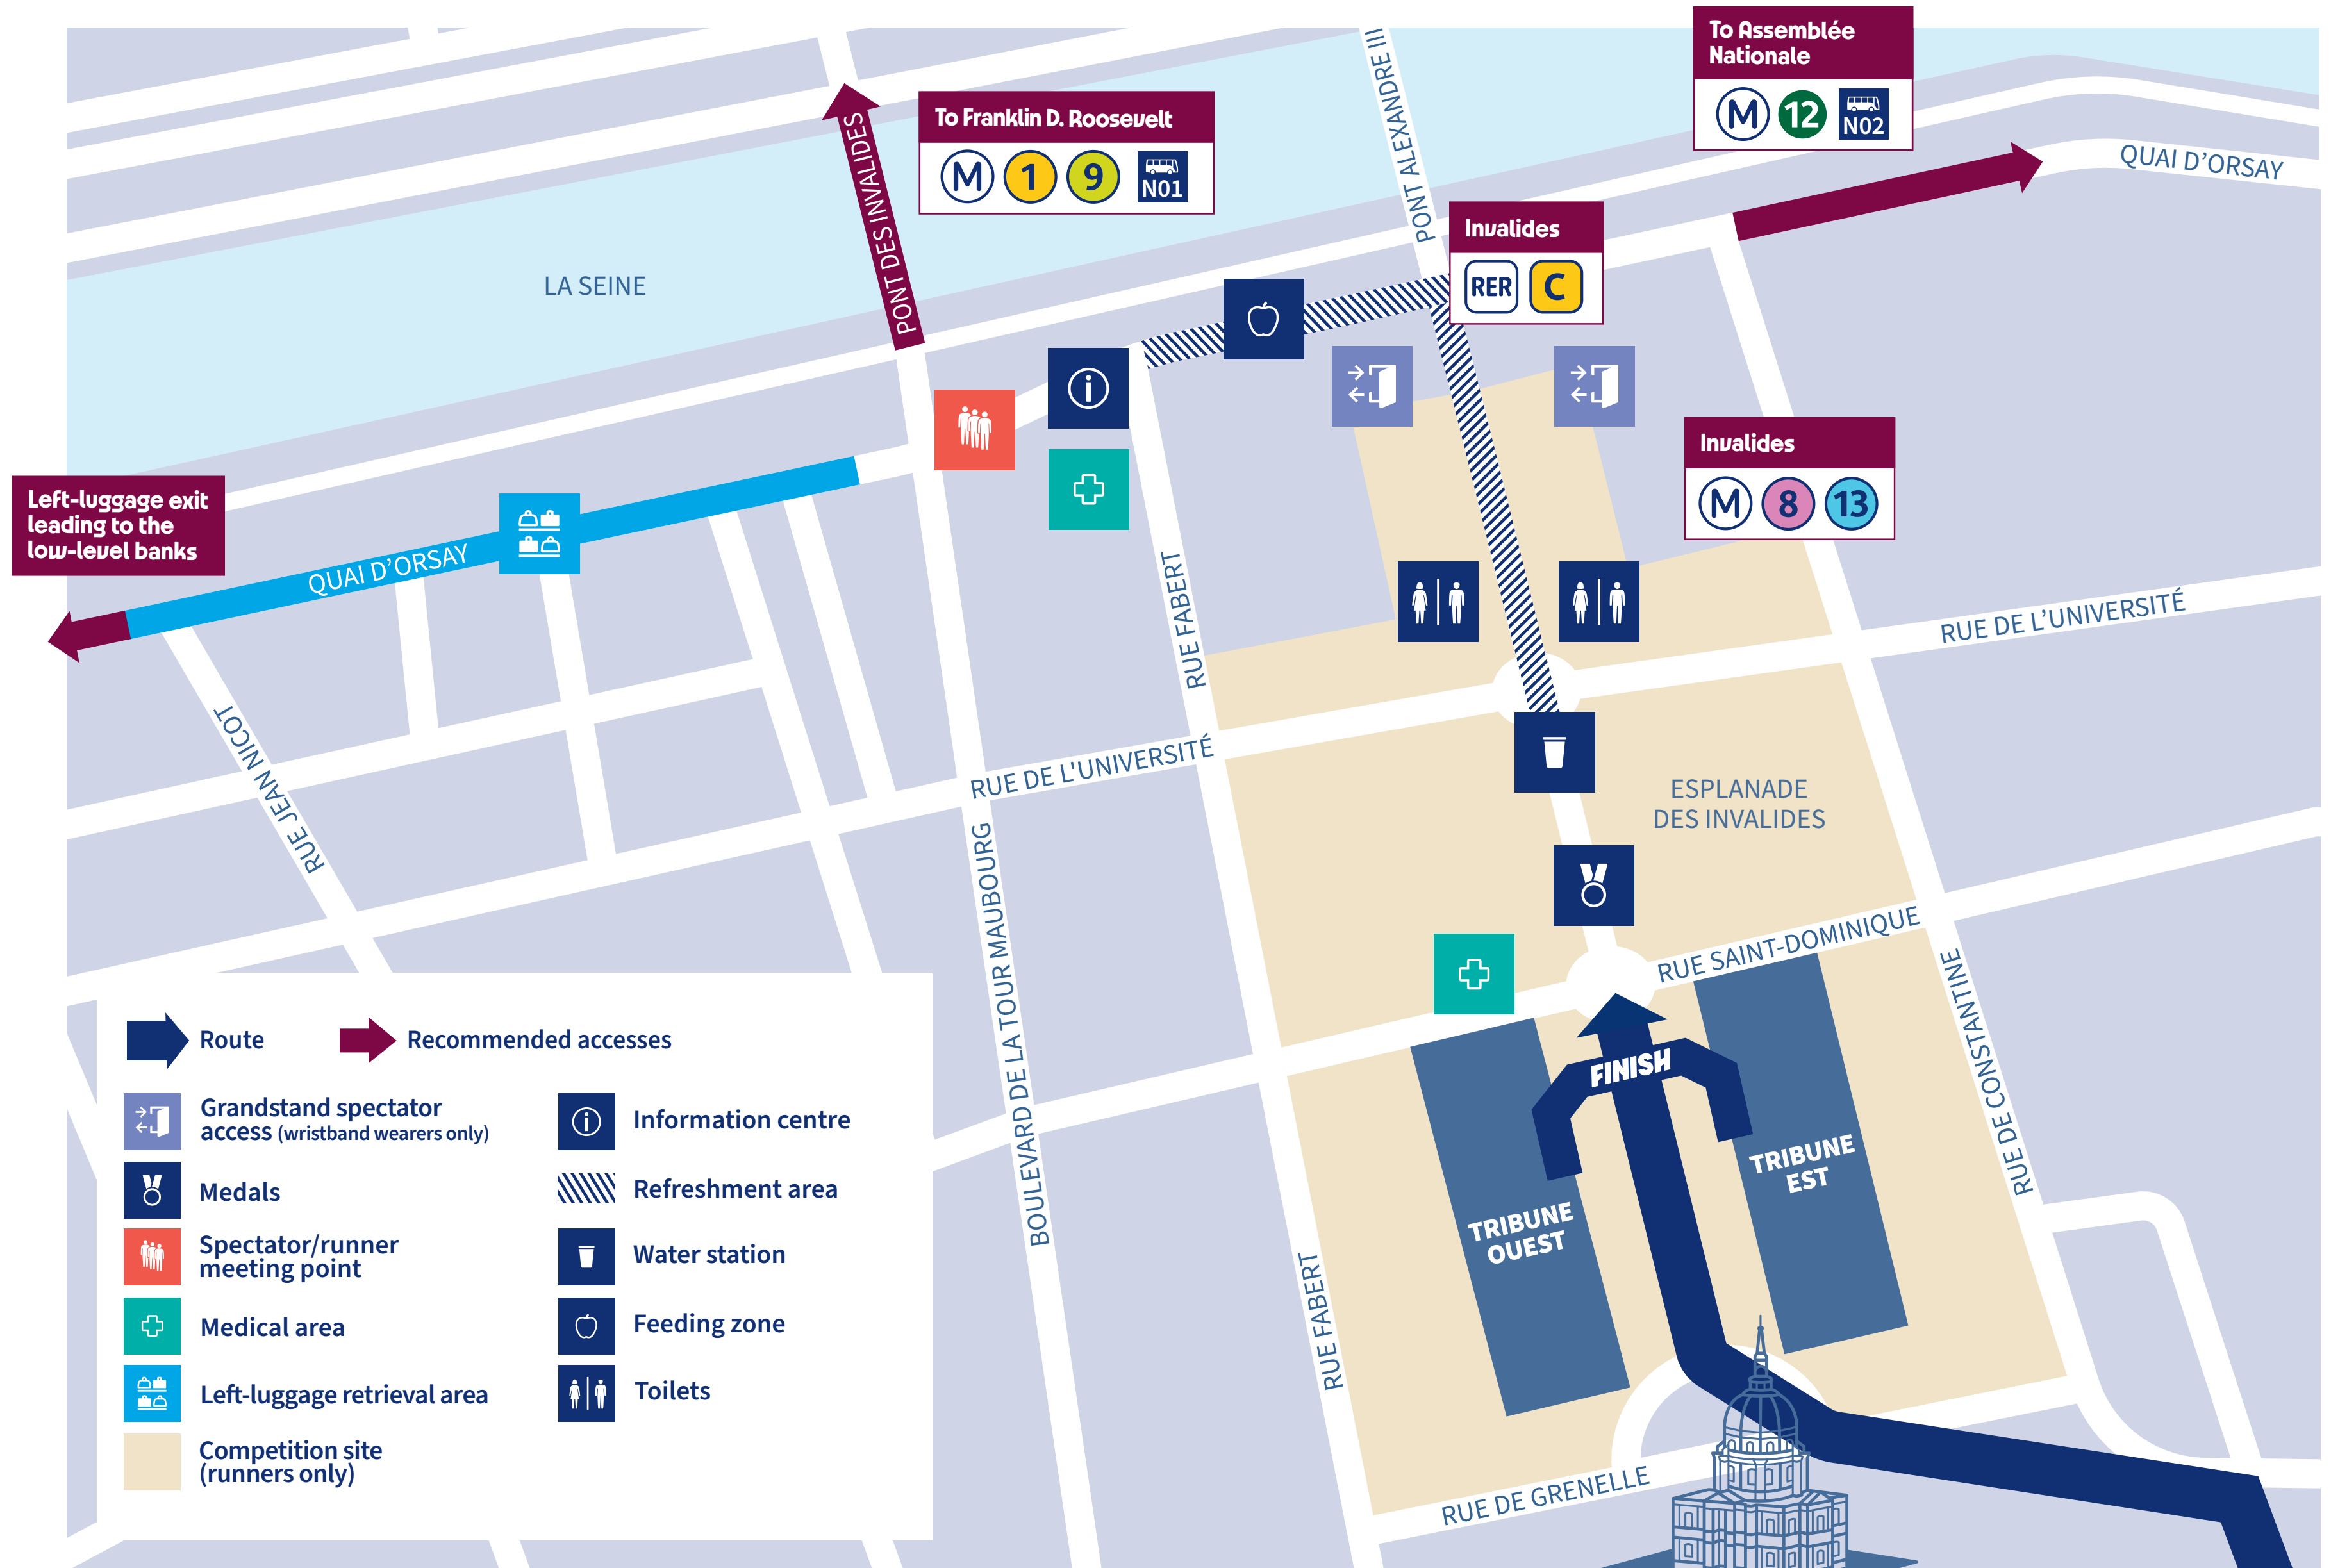 To Assemblée
Nationale
M 12 N02
PONT ALEXANDRE III
To Franklin D. Roosevelt
M 1 9 N01
PONT DES INVALIDES
QUAI D'ORSAY
Invalides
RER C
LA SEINE
i
Invalides
M 8 13
Left-luggage exit
leading to the
low-level banks
QUAI D'ORSAY
RUE FABERT
RUE DE L'UNIVERSITÉ
RUE JEAN NICOT
RUE DE L'UNIVERSITÉ
ESPLANADE
DES INVALIDES
BOULEVARD DE LA TOUR MAUBOURG
RUE SAINT-DOMINIQUE
RUE DE CONSTANTINE
FINISH
TRIBUNE
EST
TRIBUNE
OUEST
RUE FABERT
RUE DE GRENELLE
Route
Recommended accesses
Grandstand spectator
access (wristband wearers only)
Medals
Spectator/runner
meeting point
Medical area
Left-luggage retrieval area
Competition site
(runners only)
i
Information centre
Refreshment area
Water station
Feeding zone
Toilets